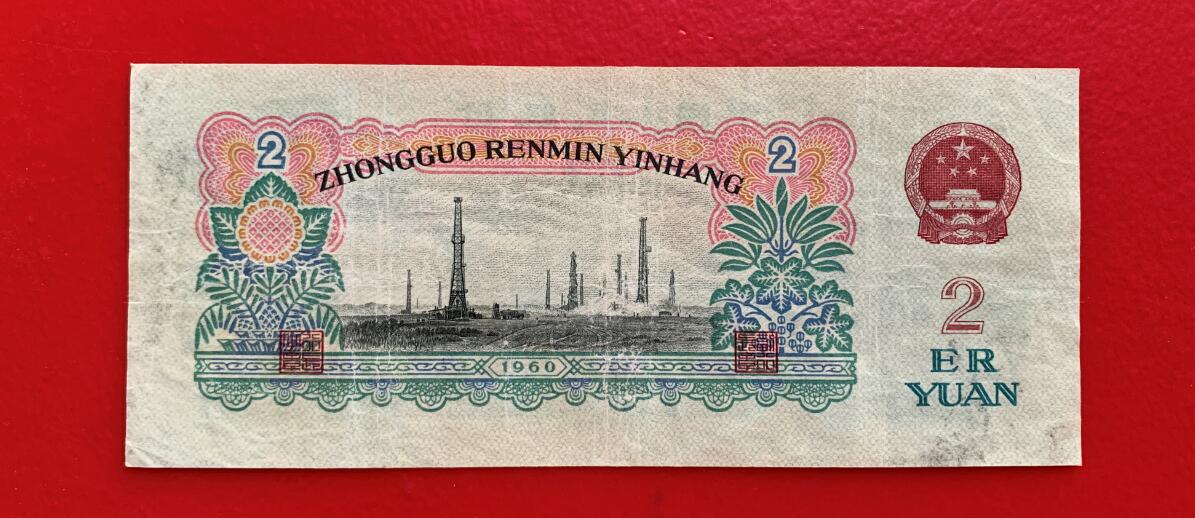 2 2
ZHONGGUO RENMIN YINHANG
2
ER
YUAN
1960